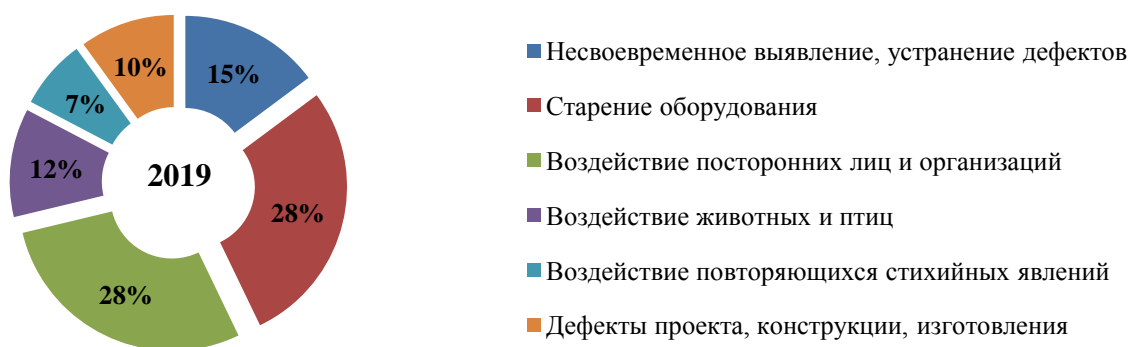 10%
15%
7%
12%
2019
28%
28%
Несвоевременное выявление, устранение дефектов
Старение оборудования
Воздействие посторонних лиц и организаций
Воздействие животных и птиц
Воздействие повторяющихся стихийных явлений
Дефекты проекта, конструкции, изготовления